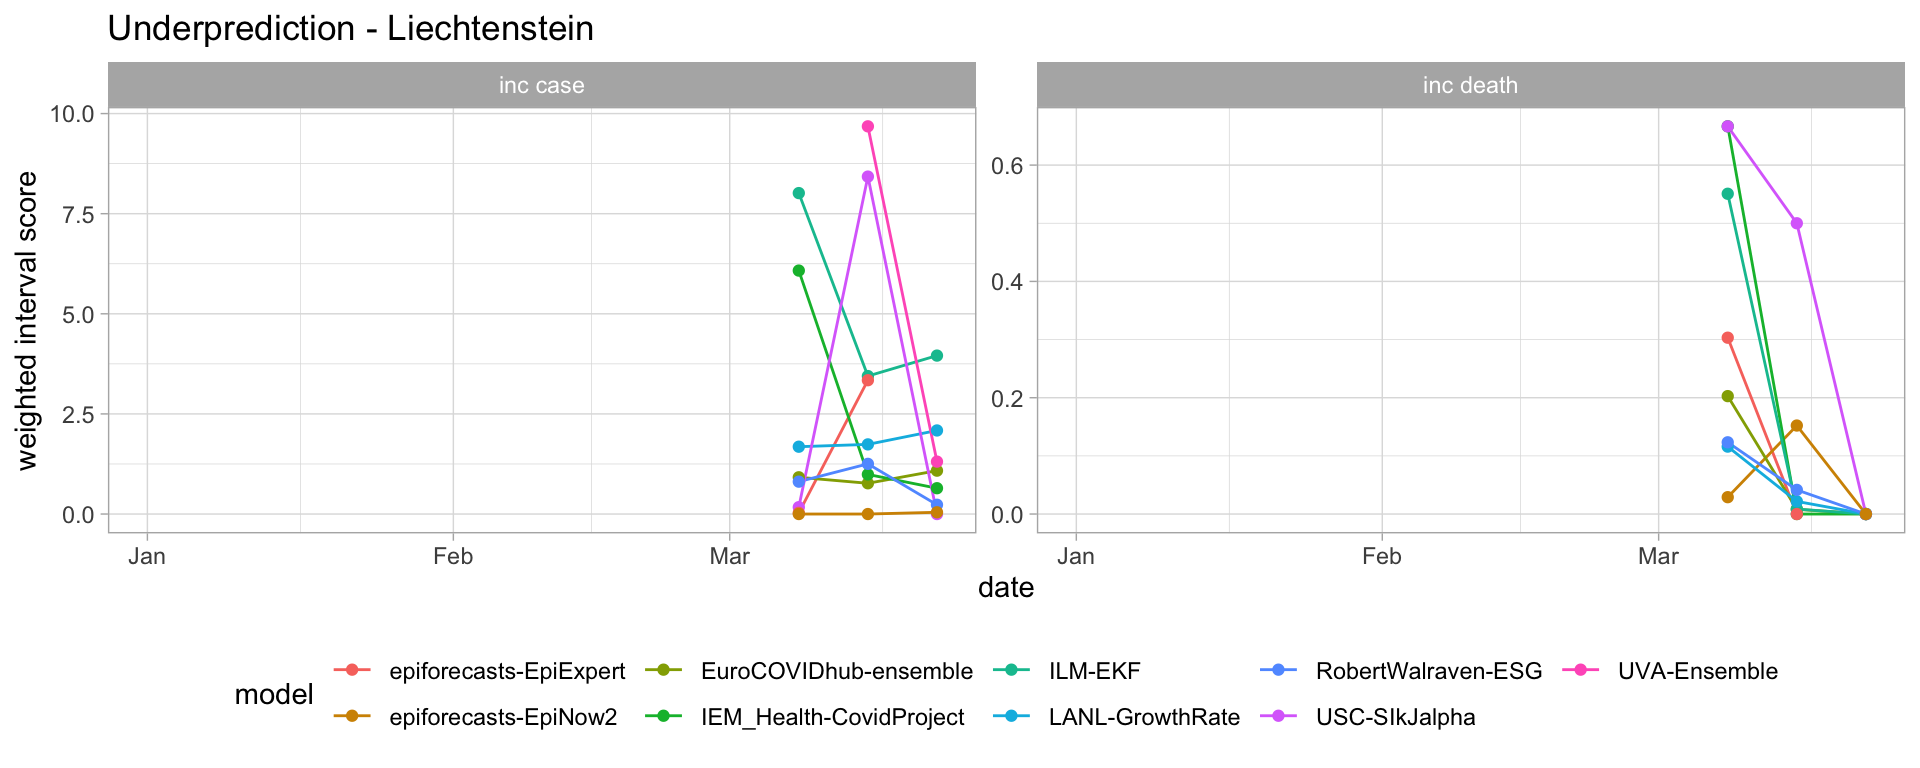 Underprediction - Liechtenstein
inc case
inc death
weighted interval score
10.0
7.5
5.0
2.5
0.0
0.6
0.4
0.2
0.0
Jan
Feb
Mar
Jan
Feb
Mar
date
model
epiforecasts-EpiExpert
EuroCOVIDhub-ensemble
ILM-EKF
RobertWalraven-ESG
UVA-Ensemble
epiforecasts-EpiNow2
IEM_Health-CovidProject
LANL-GrowthRate
USC-SIkJalpha